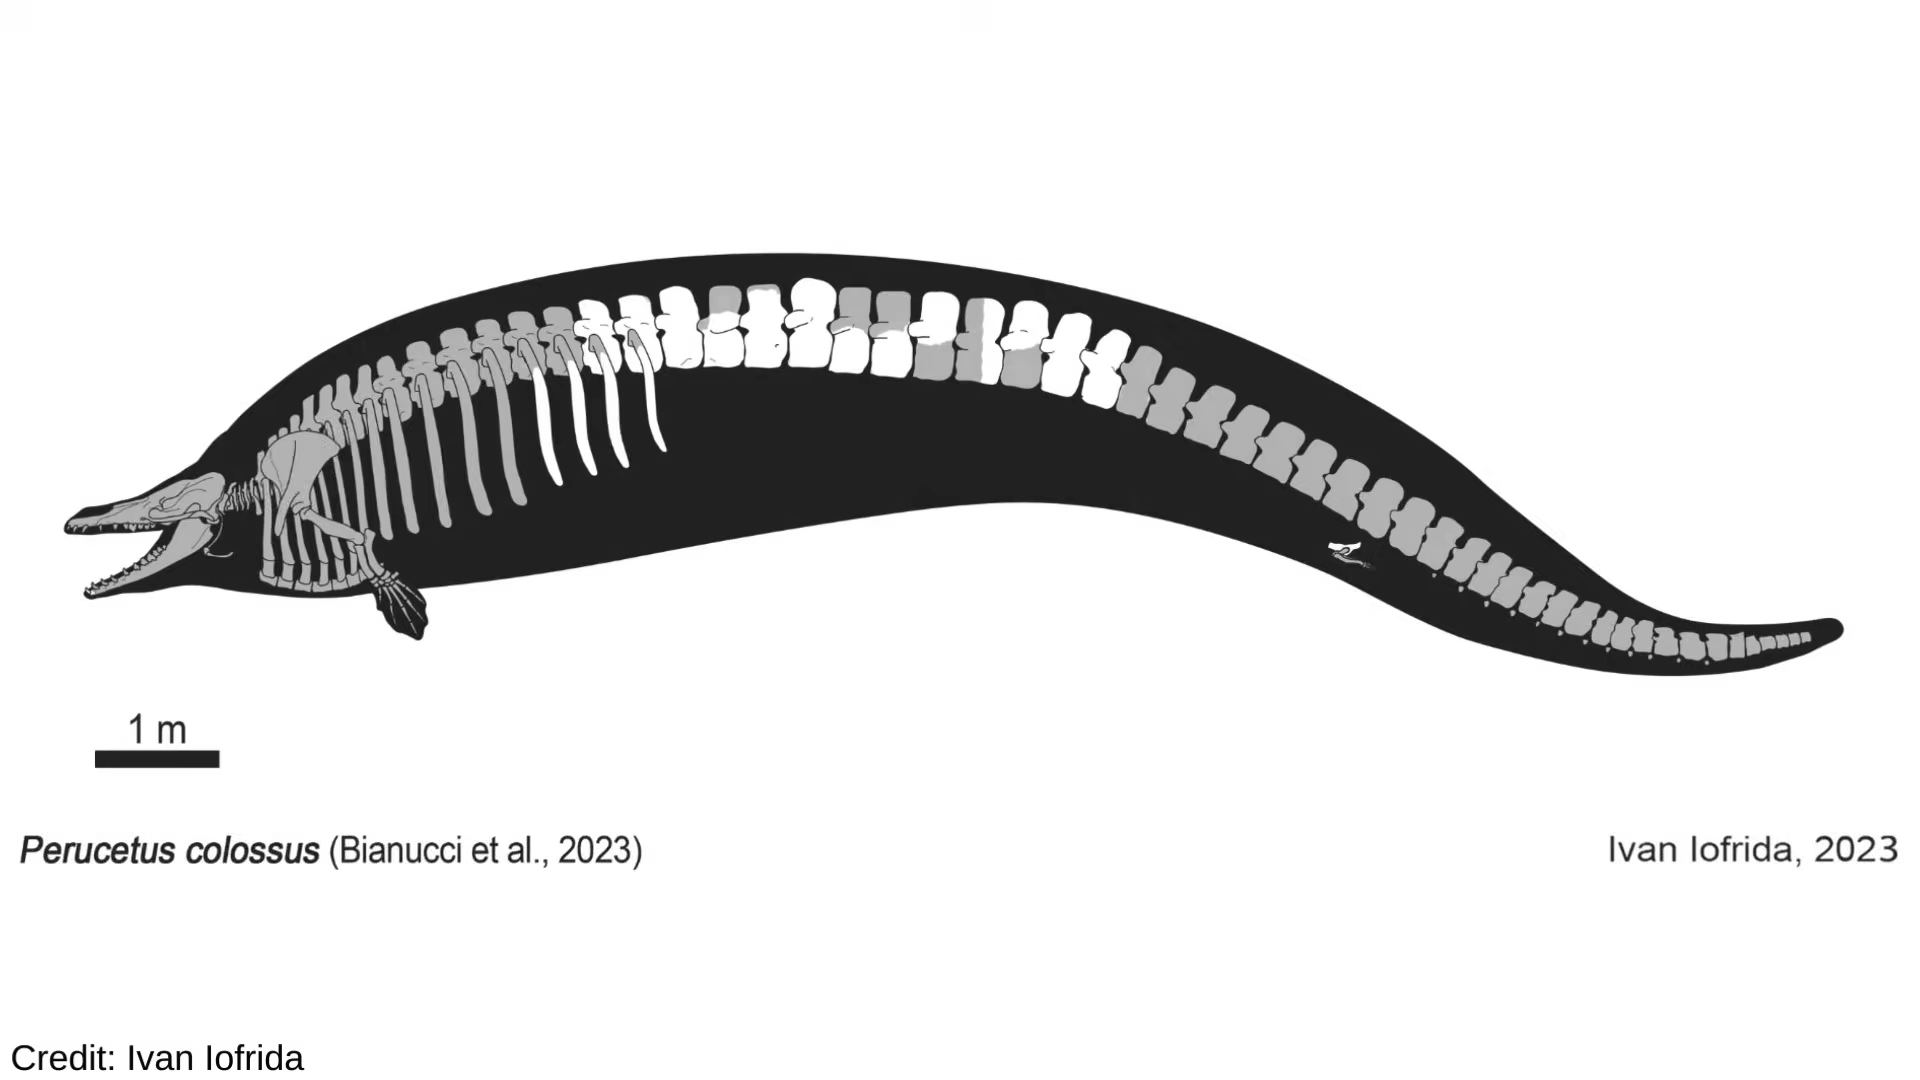 1 m
Perucetus colossus (Bianucci et al., 2023)
Ivan Iofrida, 2023
Credit: Ivan Iofrida